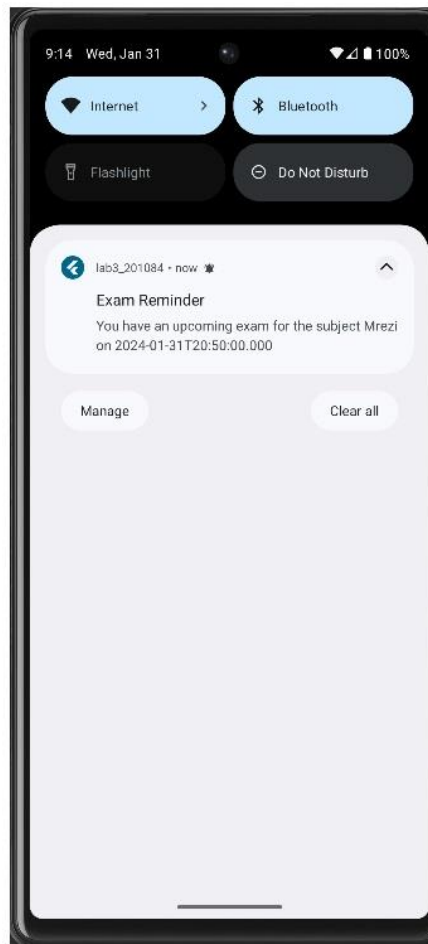 9:14 Wed, Jan 31 100%
Internet Bluetooth
Flashlight Do Not Disturb
lab3_201084 • now
Exam Reminder
You have an upcoming exam for the subject Mrezi
on 2024-01-31T20:50:00.000
Manage Clear all